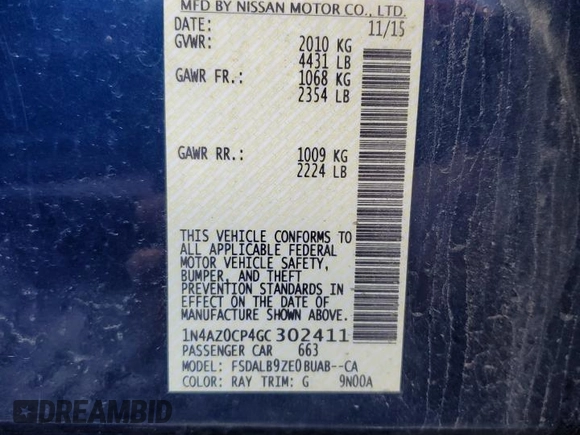 MFD BY NISSAN MOTOR CO., LTD.
DATE: 11/15
GVWR: 2010 KG
4431 LB
GAWR FR.: 1068 KG
2354 LB
GAWR RR.: 1009 KG
2224 LB
THIS VEHICLE CONFORMS TO
ALL APPLICABLE FEDERAL
MOTOR VEHICLE SAFETY,
BUMPER, AND THEFT
PREVENTION STANDARDS IN
EFFECT ON THE DATE OF
MANUFACTURE SHOWN ABOVE.
1N4AZ0CP4GC302411
PASSENGER CAR 663
MODEL: FSDALB9ZE0BUAB--CA
COLOR: RAY TRIM: G 9N00A
DREAMBID